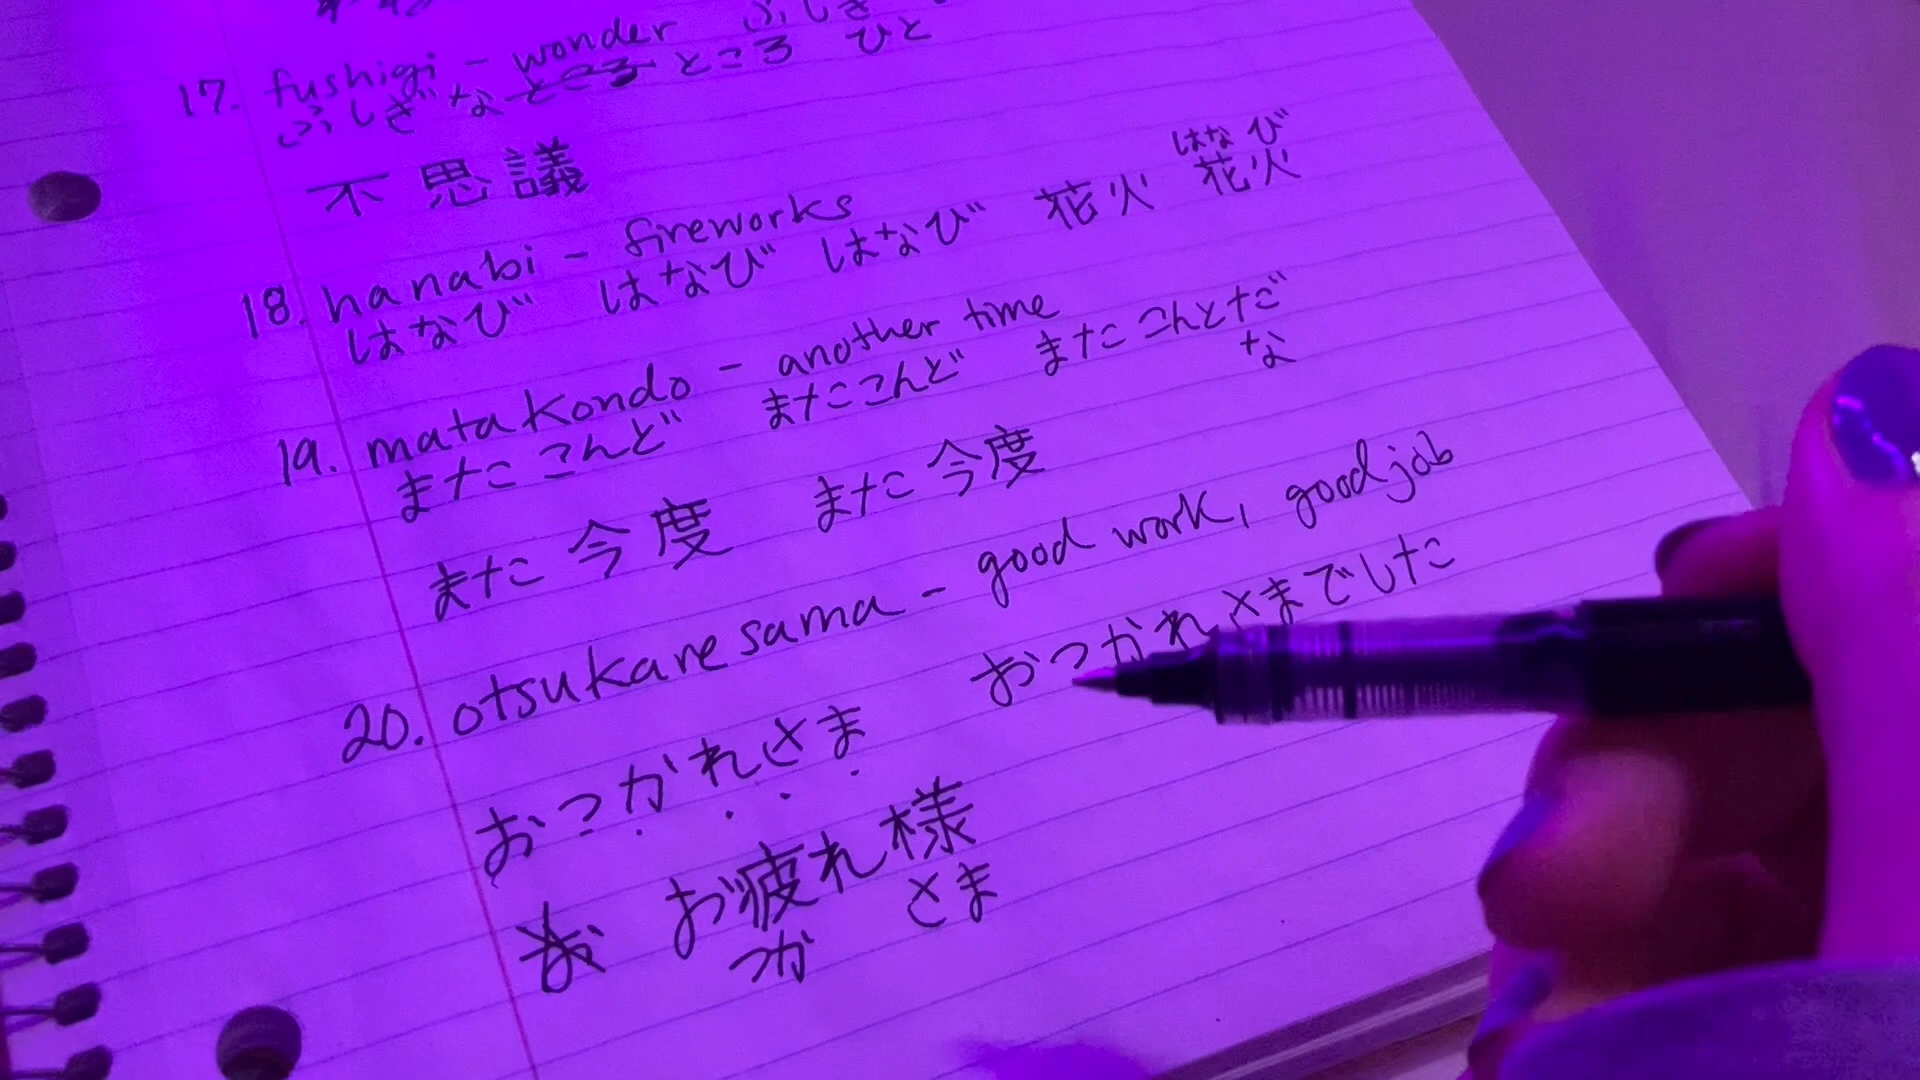 17. fushigi - wonder ふしぎ
ふしぎな ところ ひと
不思議
18. hanabi - fireworks
はなび はなび はなび 花火 花火
はなび
19. matakondo - another time
またこんど またこんど またこんとだ
な
また今度 また今度
20. otsukaresama - good work, good job
おつかれさま おつかれさまでした
お疲れ様
つか さま